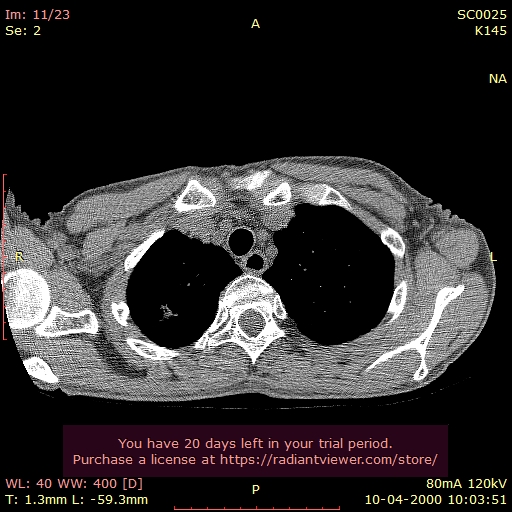 Im: 11/23
Se: 2
A
SC0025
K145
NA
R
L
You have 20 days left in your trial period.
Purchase a license at https://radiantviewer.com/store/
WL: 40 WW: 400 [D]
T: 1.3mm L: -59.3mm
P
80mA 120kV
10-04-2000 10:03:51